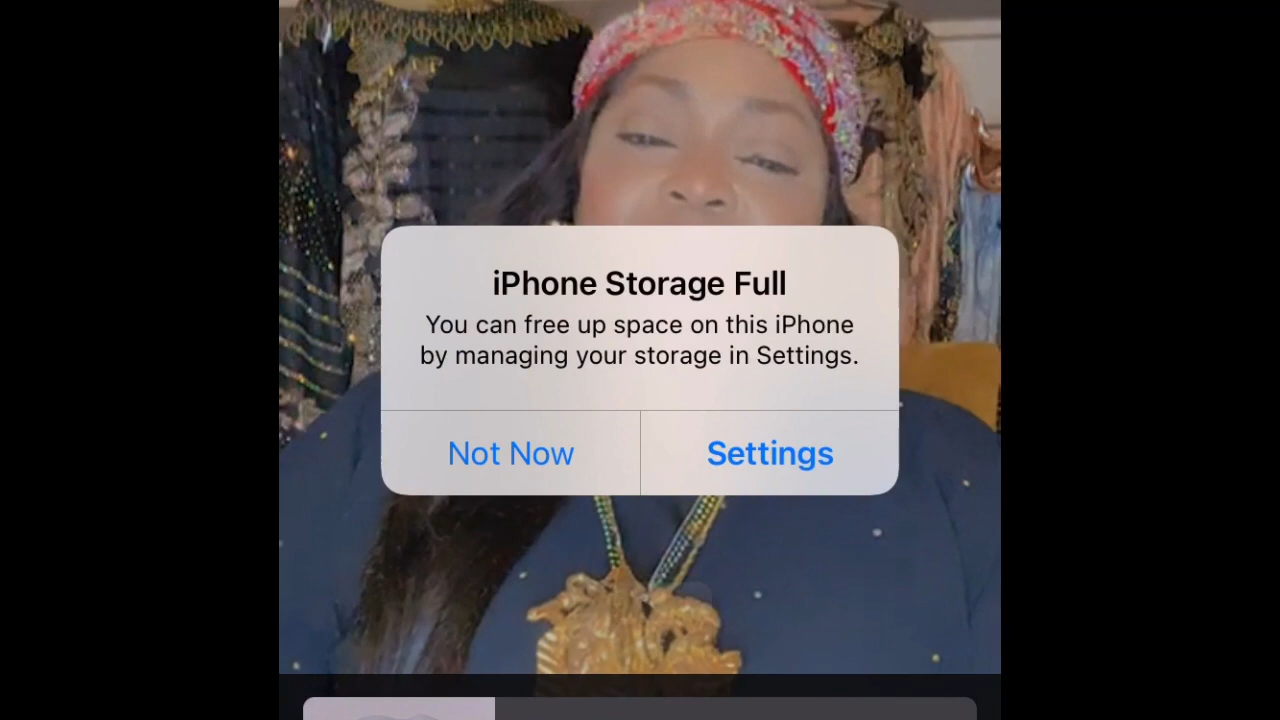 iPhone Storage Full
You can free up space on this iPhone
by managing your storage in Settings.
Not Now
Settings